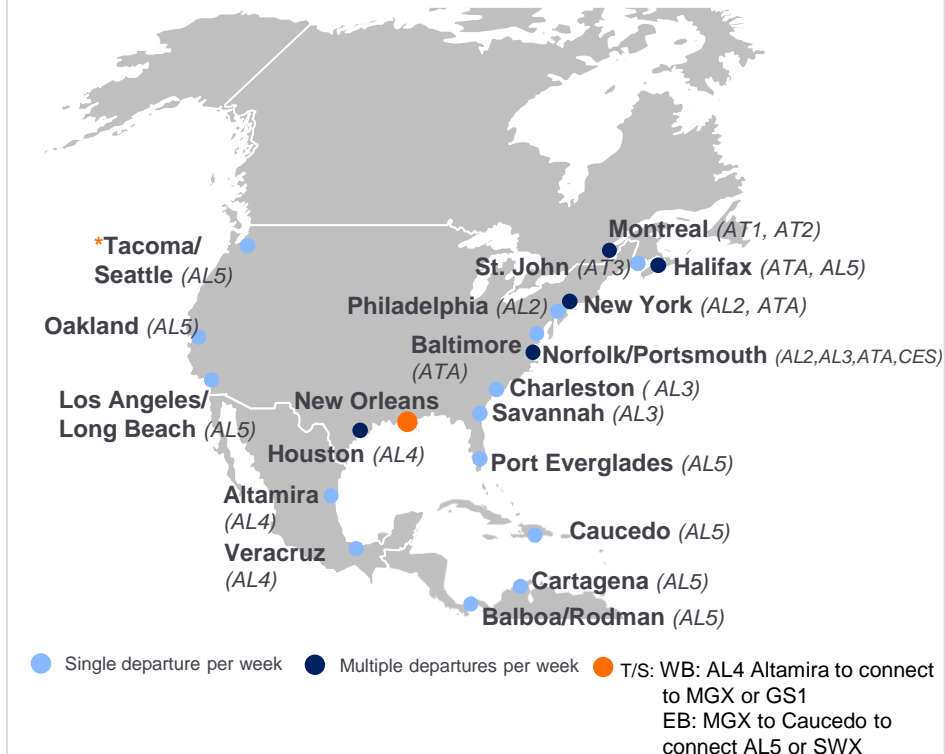 Montreal (AT1, AT2)
*Tacoma/
Seattle (AL5)
St. John (AT3)
Halifax (ATA, AL5)
Philadelphia (AL2)
New York (AL2, ATA)
Oakland (AL5)
Baltimore
(ATA)
Norfolk/Portsmouth (AL2,AL3,ATA,CES)
Charleston ( AL3)
Los Angeles/
Long Beach (AL5)
New Orleans
Savannah (AL3)
Houston (AL4)
Port Everglades (AL5)
Altamira
(AL4)
Caucedo (AL5)
Veracruz
(AL4)
Cartagena (AL5)
Balboa/Rodman (AL5)
Single departure per week
Multiple departures per week
T/S: WB: AL4 Altamira to connect
to MGX or GS1
EB: MGX to Caucedo to
connect AL5 or SWX